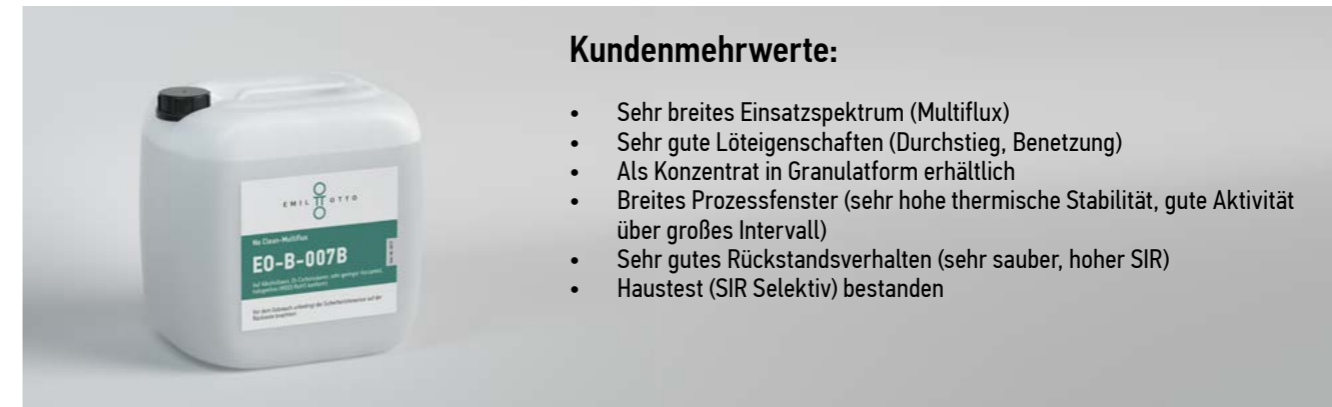 Kundenmehrwerte:
• Sehr breites Einsatzspektrum (Multiflux)
• Sehr gute Löteigenschaften (Durchstieg, Benetzung)
• Als Konzentrat in Granulatform erhältlich
• Breites Prozessfenster (sehr hohe thermische Stabilität, gute Aktivität
über großes Intervall)
• Sehr gutes Rückstandsverhalten (sehr sauber, hoher SIR)
• Haustest (SIR Selektiv) bestanden
EMIL OTTO
No Clean-Multiflux
EO-B-007B